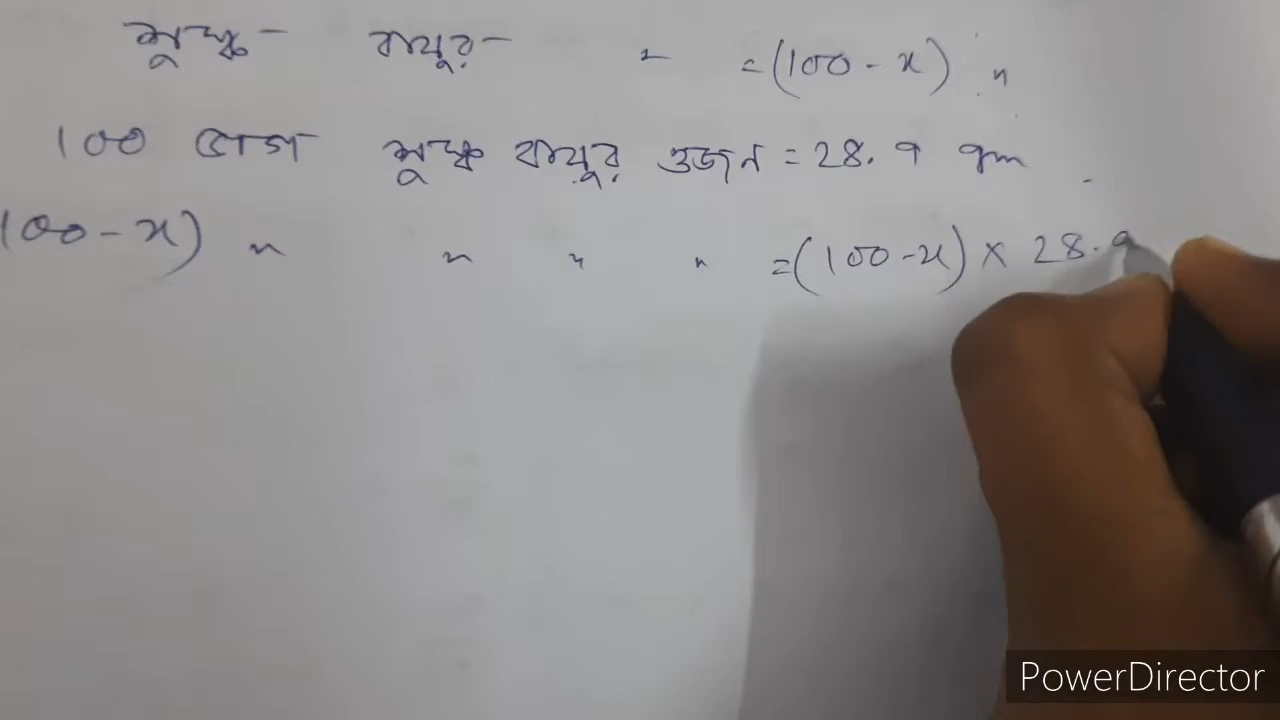 শুষ্ক বায়ুর " = (100 - x) "
100 ভাগ শুষ্ক বায়ুর ওজন = 28.9 gm
100 - x) " " " " = (100 - x) × 28.9
PowerDirector